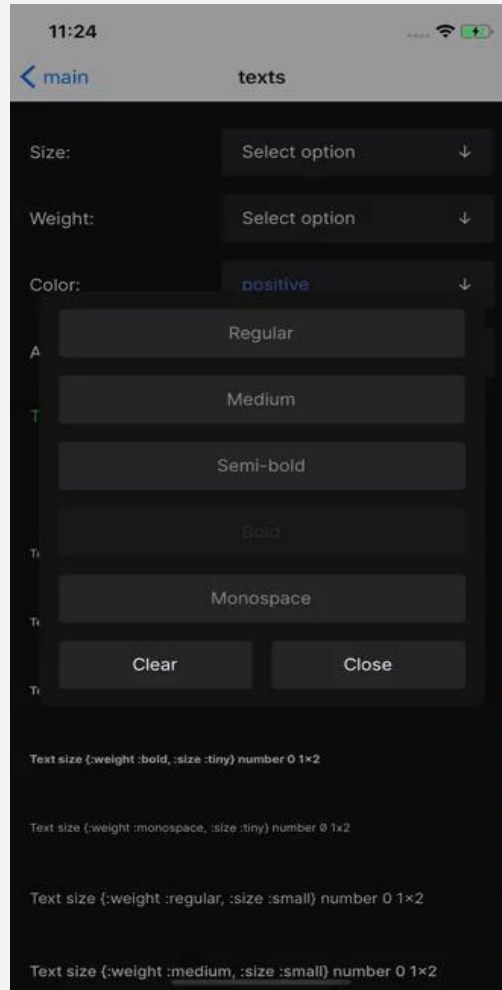 11:24
main texts
Size: Select option ↓
Weight: Select option ↓
Color: positive ↓
A
Regular
Medium
T
Semi-bold
Bold
Te
Monospace
Te
Clear Close
Te
Text size {:weight :bold, :size :tiny} number 0 1×2
Text size {:weight :monospace, :size :tiny} number 0 1x2
Text size {:weight :regular, :size :small} number 0 1×2
Text size {:weight :medium, :size :small} number 0 1×2